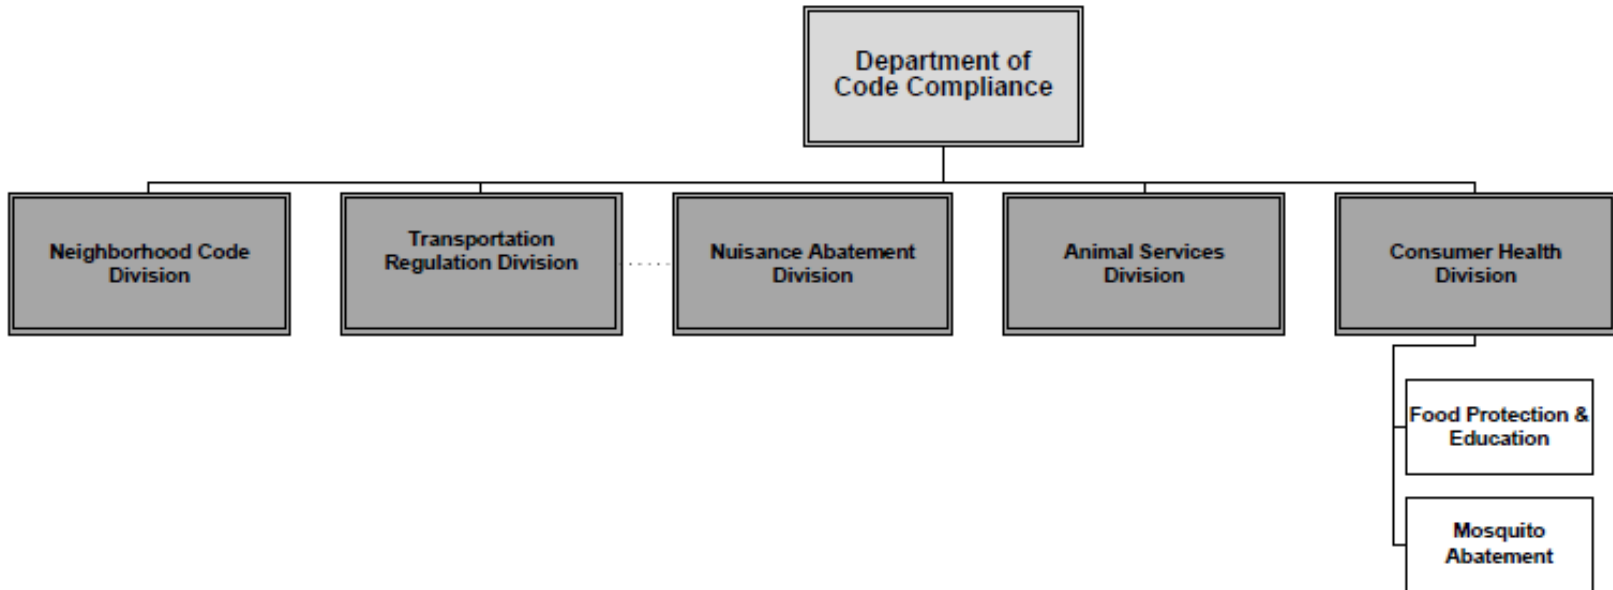 Department of
Code Compliance
Neighborhood Code
Division
Transportation
Regulation Division
Nuisance Abatement
Division
Animal Services
Division
Consumer Health
Division
Food Protection &
Education
Mosquito
Abatement